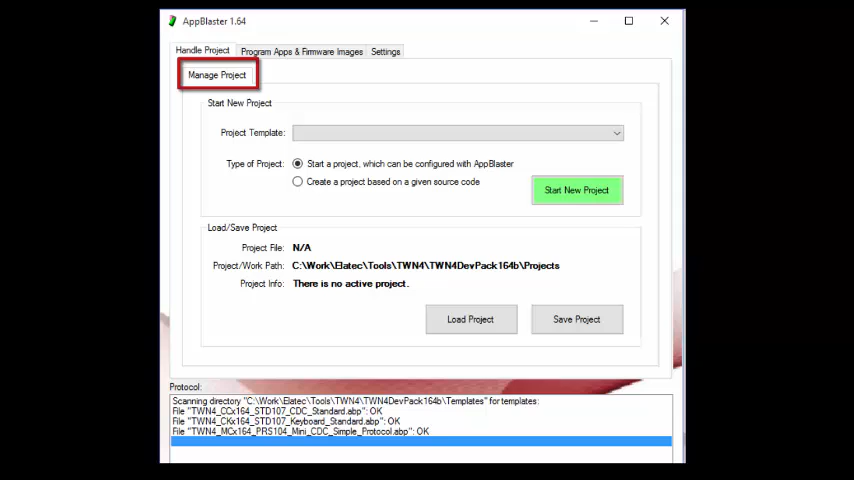 AppBlaster 1.64
Handle Project Program Apps & Firmware Images Settings
Manage Project
Start New Project
Project Template:
Type of Project: Start a project, which can be configured with AppBlaster
Create a project based on a given source code
Start New Project
Load/Save Project
Project File: N/A
Project/Work Path: C:\Work\Elatec\Tools\TWN4\TWN4DevPack164b\Projects
Project Info: There is no active project.
Load Project Save Project
Protocol:
Scanning directory "C:\Work\Elatec\Tools\TWN4\TWN4DevPack164b\Templates" for templates:
File "TWN4_CCx164_STD107_CDC_Standard.abp": OK
File "TWN4_CKx164_STD107_Keyboard_Standard.abp": OK
File "TWN4_MCx164_PRS104_Mini_CDC_Simple_Protocol.abp": OK